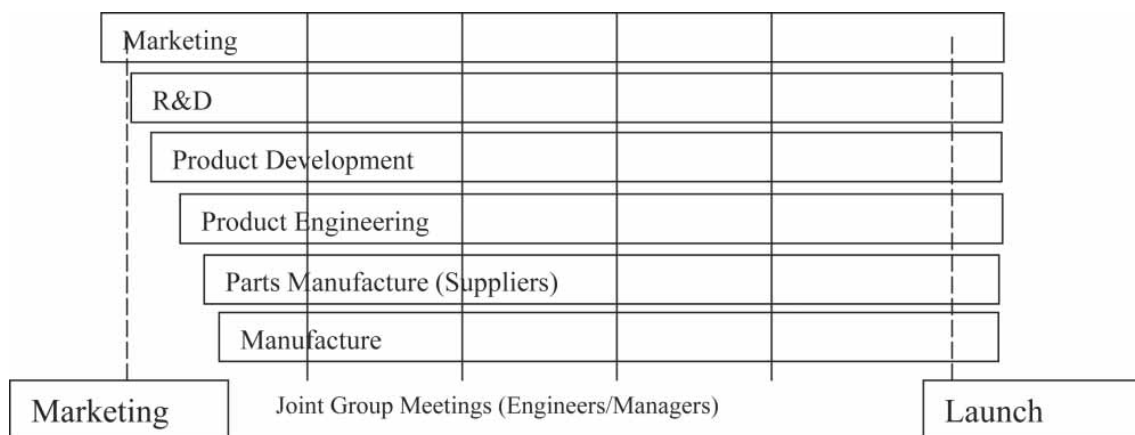 Marketing
R&D
Product Development
Product Engineering
Parts Manufacture (Suppliers)
Manufacture
Marketing
Joint Group Meetings (Engineers/Managers)
Launch